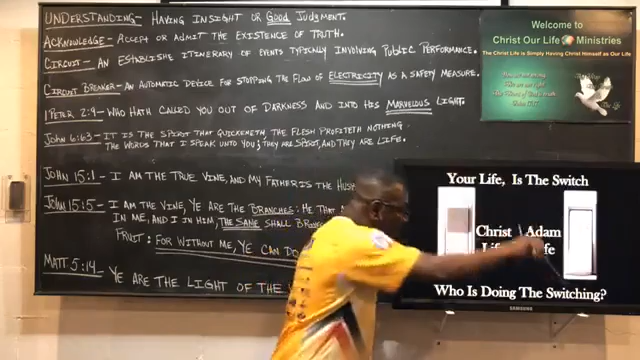 UNDERSTANDING- HAVING INSIGHT OR GOOD JUDGMENT.
ACKNOWLEDGE- ACCEPT OR ADMIT THE EXISTENCE OF TRUTH.
CIRCUIT- AN ESTABLISHE ITINERARY OF EVENTS TYPICALLY INVOLVING PUBLIC PERFORMANCE.
CIRCUIT BREAKER- AN AUTOMATIC DEVICE FOR STOPPING THE FLOW OF ELECTRICITY AS A SAFETY MEASURE.
1 PETER 2:9- WHO HATH CALLED YOU OUT OF DARKNESS AND INTO HIS MARVELOUS LIGHT.
JOHN 6:63- IT IS THE SPIRIT THAT QUICKENETH, THE FLESH PROFITETH NOTHING.
THE WORDS THAT I SPEAK UNTO YOU, THEY ARE SPIRIT, AND THEY ARE LIFE.
JOHN 15:1- I AM THE TRUE VINE, AND MY FATHER IS THE
JOHN 15:5- I AM THE VINE, YE ARE THE BRANCHES: HE THAT
IN ME, AND I IN HIM, THE SAME SHALL
FRUIT: FOR WITHOUT ME, YE CAN DO
MATT 5:14- YE ARE THE LIGHT OF THE
Welcome to
Christ Our Life Ministries
The Christ Life is Simply Having Christ Himself as Our Life
Your Life, Is The Switch
Christ Adam
Who Is Doing The Switching?
SAMSUNG